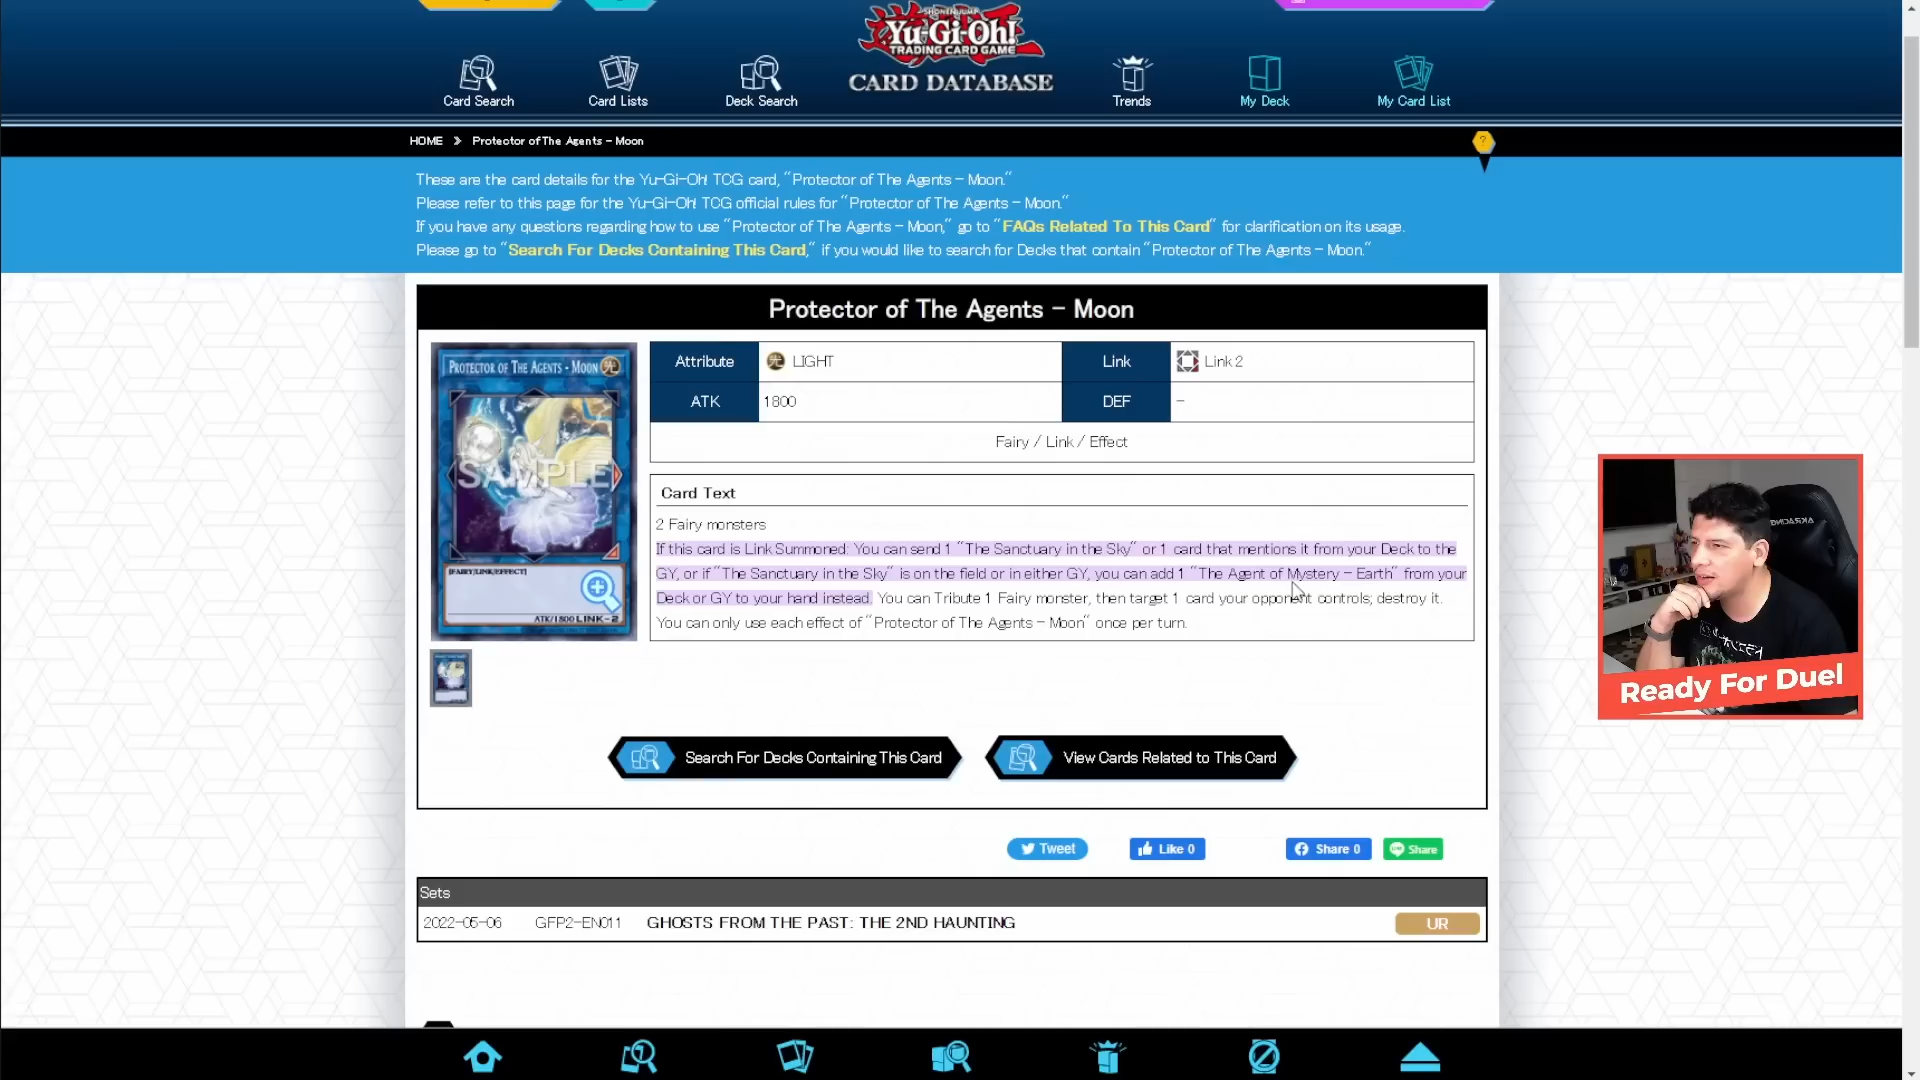 SHONEN JUMP
Yu-Gi-Oh!
TRADING CARD GAME
CARD DATABASE
Card Search
Card Lists
Deck Search
Trends
My Deck
My Card List
HOME » Protector of The Agents - Moon
?
These are the card details for the Yu-Gi-Oh! TCG card, "Protector of The Agents - Moon."
Please refer to this page for the Yu-Gi-Oh! TCG official rules for "Protector of The Agents - Moon."
If you have any questions regarding how to use "Protector of The Agents - Moon," go to "FAQs Related To This Card" for clarification on its usage.
Please go to "Search For Decks Containing This Card," if you would like to search for Decks that contain "Protector of The Agents - Moon."
Protector of The Agents - Moon
PROTECTOR OF THE AGENTS - MOON 光
SAMPLE
[FAIRY/LINK/EFFECT]
ATK/1800 LINK-2
Attribute 光 LIGHT Link Link 2
ATK 1800 DEF -
Fairy / Link / Effect
Card Text
2 Fairy monsters
If this card is Link Summoned: You can send 1 "The Sanctuary in the Sky" or 1 card that mentions it from your Deck to the
GY, or if "The Sanctuary in the Sky" is on the field or in either GY, you can add 1 "The Agent of Mystery - Earth" from your
Deck or GY to your hand instead. You can Tribute 1 Fairy monster, then target 1 card your opponent controls; destroy it.
You can only use each effect of "Protector of The Agents - Moon" once per turn.
Search For Decks Containing This Card
View Cards Related to This Card
Tweet
Like 0
Share 0
Share
Sets
2022-05-06 GFP2-EN011 GHOSTS FROM THE PAST: THE 2ND HAUNTING UR
AKRACING
Ready For Duel